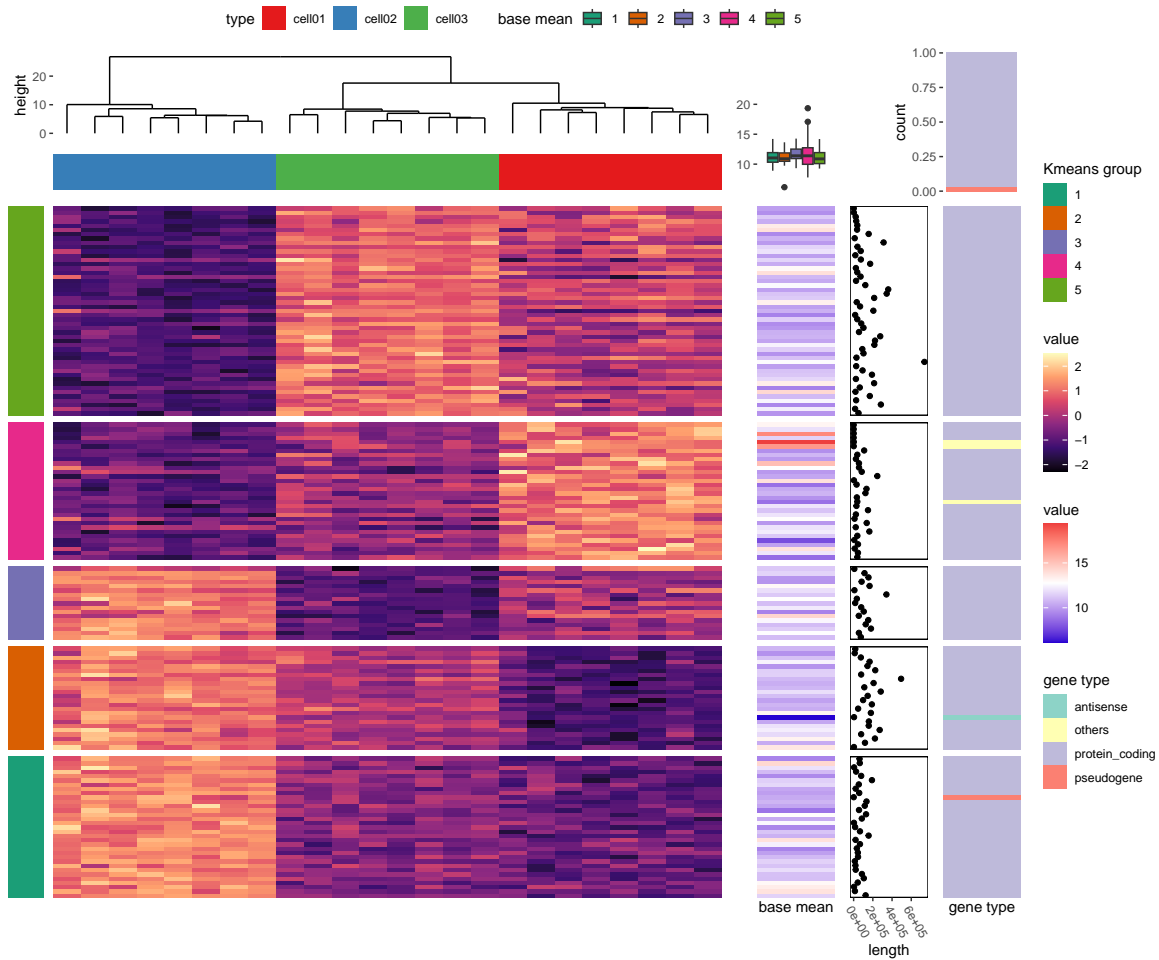 type cell01 cell02 cell03 base mean 1 2 3 4 5
height
20
10
0
20
15
10
count
1.00
0.75
0.50
0.25
0.00
Kmeans group
1
2
3
4
5
value
2
1
0
−1
−2
value
15
10
gene type
antisense
others
protein_coding
pseudogene
base mean
0e+00
2e+05
4e+05
6e+05
length
gene type